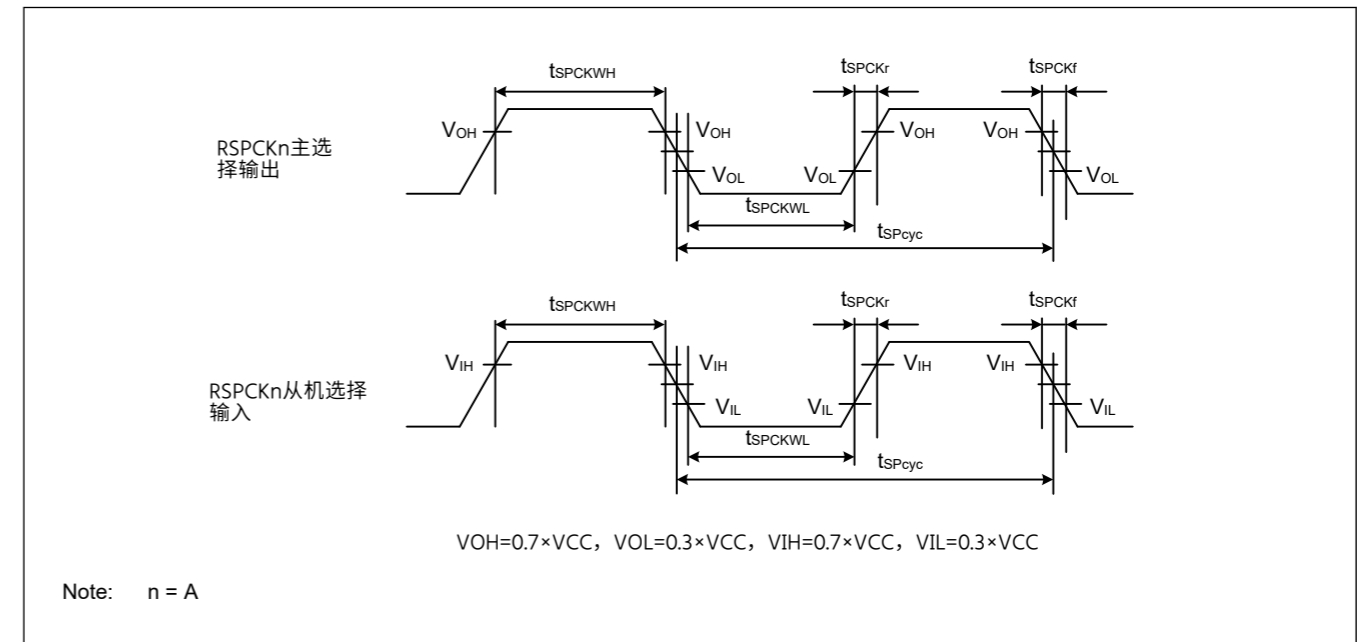 tSPCKWH
tSPCKr
tSPCKf
VOH
VOH
VOH
VOH
RSPCKn主选
择输出
VOL
VOL
VOL
tSPCKWL
tSPcyc
tSPCKWH
tSPCKr
tSPCKf
VIH
VIH
VIH
VIH
RSPCKn从机选择
输入
VIL
VIL
VIL
tSPCKWL
tSPcyc
VOH=0.7×VCC，VOL=0.3×VCC，VIH=0.7×VCC，VIL=0.3×VCC
Note: n = A